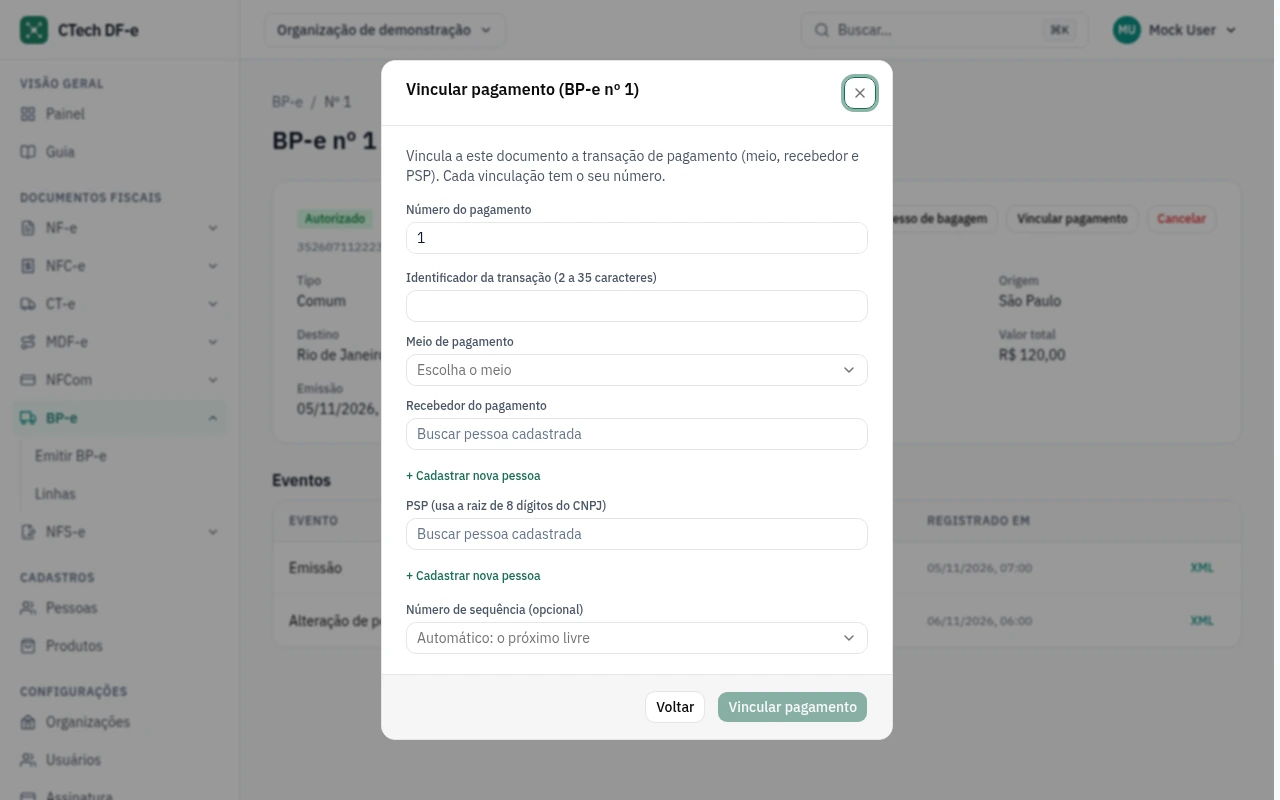 CTech DF-e
Organização de demonstração
Buscar...
⌘K
MU
Mock User
VISÃO GERAL
Painel
Guia
DOCUMENTOS FISCAIS
NF-e
NFC-e
CT-e
MDF-e
NFCom
BP-e
Emitir BP-e
Linhas
NFS-e
CADASTROS
Pessoas
Produtos
CONFIGURAÇÕES
Organizações
Usuários
Assinatura
BP-e / Nº 1
BP-e nº 1
Autorizado
esso de bagagem
Vincular pagamento
Cancelar
352607112223
Tipo
Comum
Origem
São Paulo
Destino
Rio de Janeir
Valor total
R$ 120,00
Emissão
05/11/2026,
Eventos
EVENTO
REGISTRADO EM
Emissão
05/11/2026, 07:00
XML
Alteração de p
06/11/2026, 06:00
XML
Vincular pagamento (BP-e nº 1)
Vincula a este documento a transação de pagamento (meio, recebedor e
PSP). Cada vinculação tem o seu número.
Número do pagamento
1
Identificador da transação (2 a 35 caracteres)
Meio de pagamento
Escolha o meio
Recebedor do pagamento
Buscar pessoa cadastrada
+ Cadastrar nova pessoa
PSP (usa a raiz de 8 dígitos do CNPJ)
Buscar pessoa cadastrada
+ Cadastrar nova pessoa
Número de sequência (opcional)
Automático: o próximo livre
Voltar
Vincular pagamento